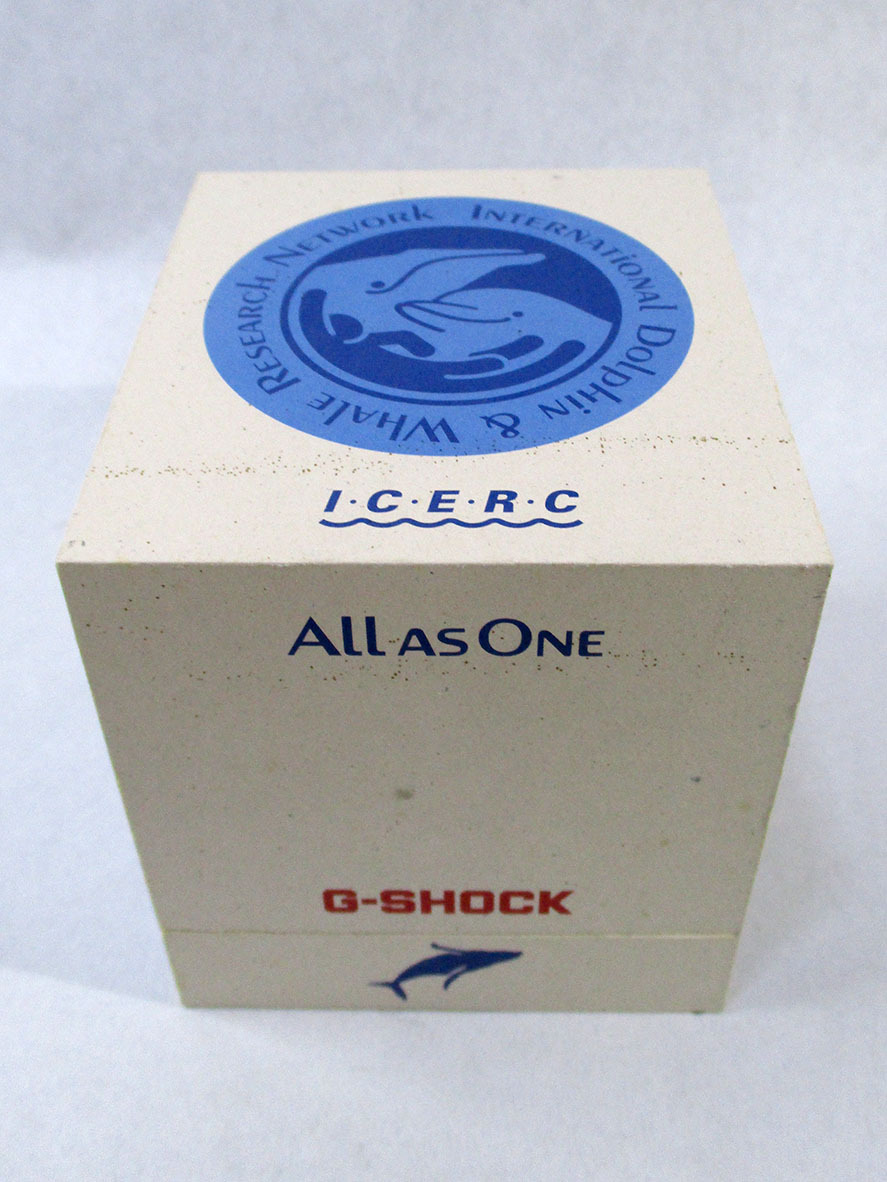 International Dolphin & Whale Research Network
I·C·E·R·C
All as One
G-SHOCK